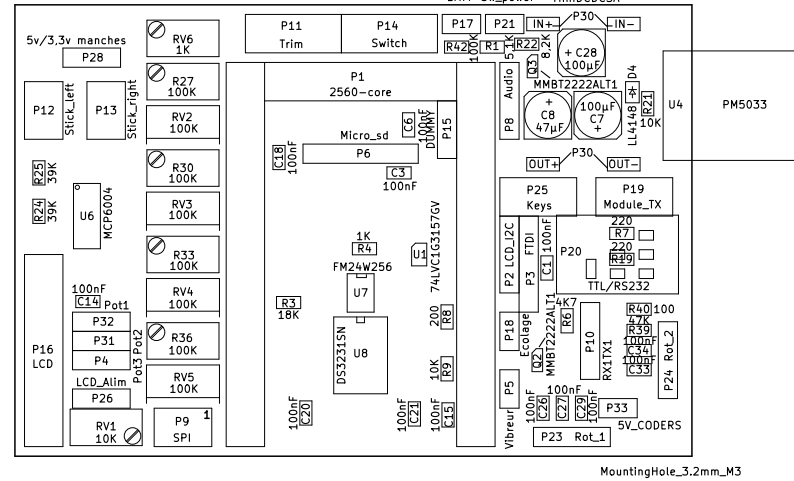 P11
Trim
P14
Switch
P17
P21
IN+
P30
IN-
RV6
1K
5v/3,3v manches
P28
R42
100K
R1
5,1K
R22
8,2K
Q3
C28
100µF
MMBT2222ALT1
D4
LL4148
R21
10K
U4
PM5033
P12
Stick_left
P13
Stick_right
R27
100K
RV2
100K
P1
2560-core
Audio
P8
C8
47µF
100µF
C7
C6
100nF
DUMMY
P15
Micro_sd
P6
C18
100nF
C3
100nF
OUT+
P30
OUT-
R25
39K
R24
39K
U6
MCP6004
R30
100K
RV3
100K
P25
Keys
P19
Module_TX
R33
100K
RV4
100K
1K
R4
FM24W256
U7
U1
74LVC1G3157GV
P2 LCD_I2C
P3 FTDI
C1 100nF
P20
220
R7
220
R19
TTL/RS232
100nF
C14
Pot1
P32
P31
P4
Pot3 Pot2
P16
LCD
R3
18K
DS3231SN
U8
200
R8
10K
R9
P18
Ecolage
MMBT2222ALT1
Q2
4K7
R6
P10
RX1TX1
R40 100
47K
R39
100nF
C34
100nF
C33
P24 Rot_2
R36
100K
RV5
100K
LCD_Alim
P26
RV1
10K
P9
SPI
1
100nF
C20
100nF
C21
100nF
C15
P5
Vibreur
100nF
100nF
C26
C27
C29
100nF
P33
5V_CODERS
P23 Rot_1
MountingHole_3.2mm_M3